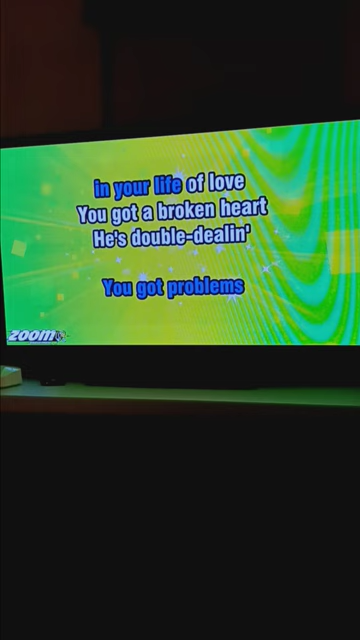 in your life of love
You got a broken heart
He's double-dealin'
You got problems
zoom